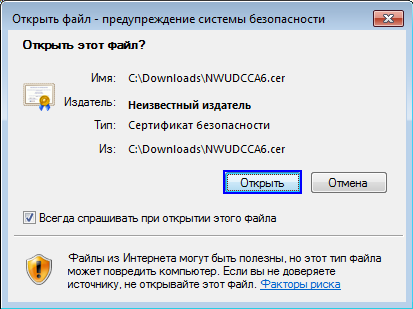 Открыть файл - предупреждение системы безопасности
Открыть этот файл?
Имя: C:\Downloads\NWUDCCA6.cer
Издатель: Неизвестный издатель
Тип: Сертификат безопасности
Из: C:\Downloads\NWUDCCA6.cer
Открыть Отмена
Всегда спрашивать при открытии этого файла
Файлы из Интернета могут быть полезны, но этот тип файла
может повредить компьютер. Если вы не доверяете
источнику, не открывайте этот файл. Факторы риска